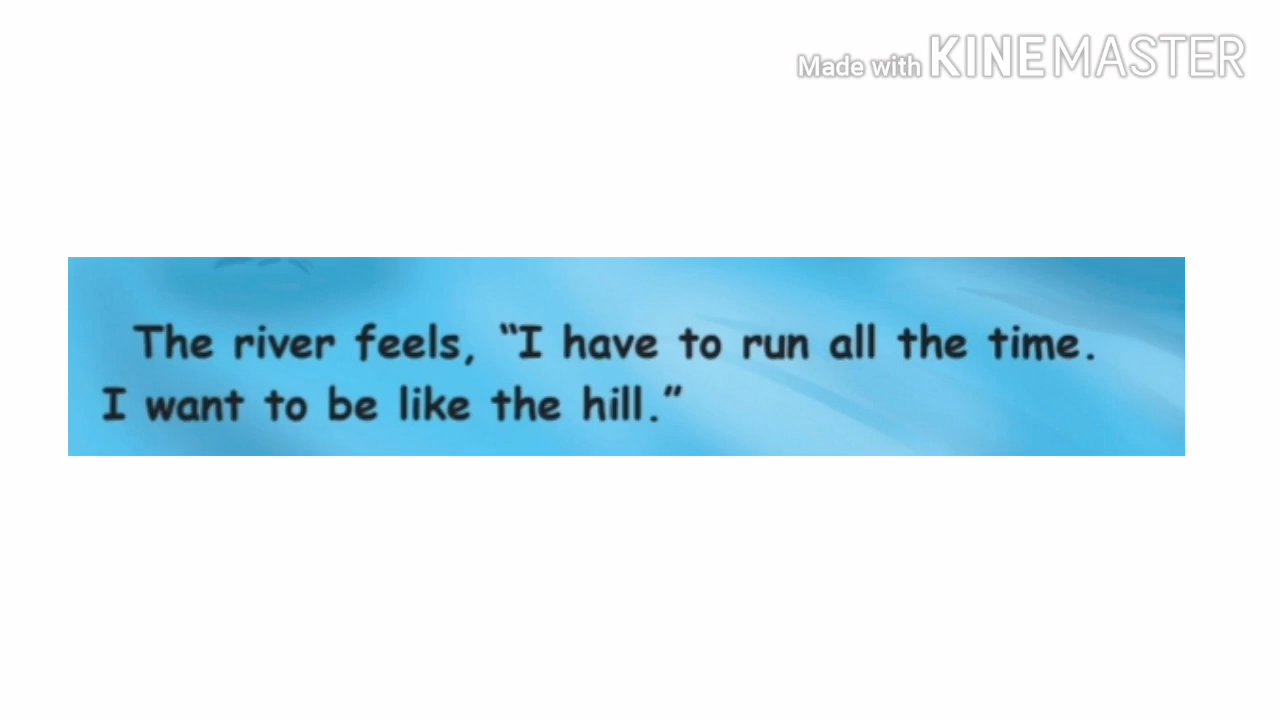 Made with KINEMASTER
The river feels, “I have to run all the time.
I want to be like the hill.”